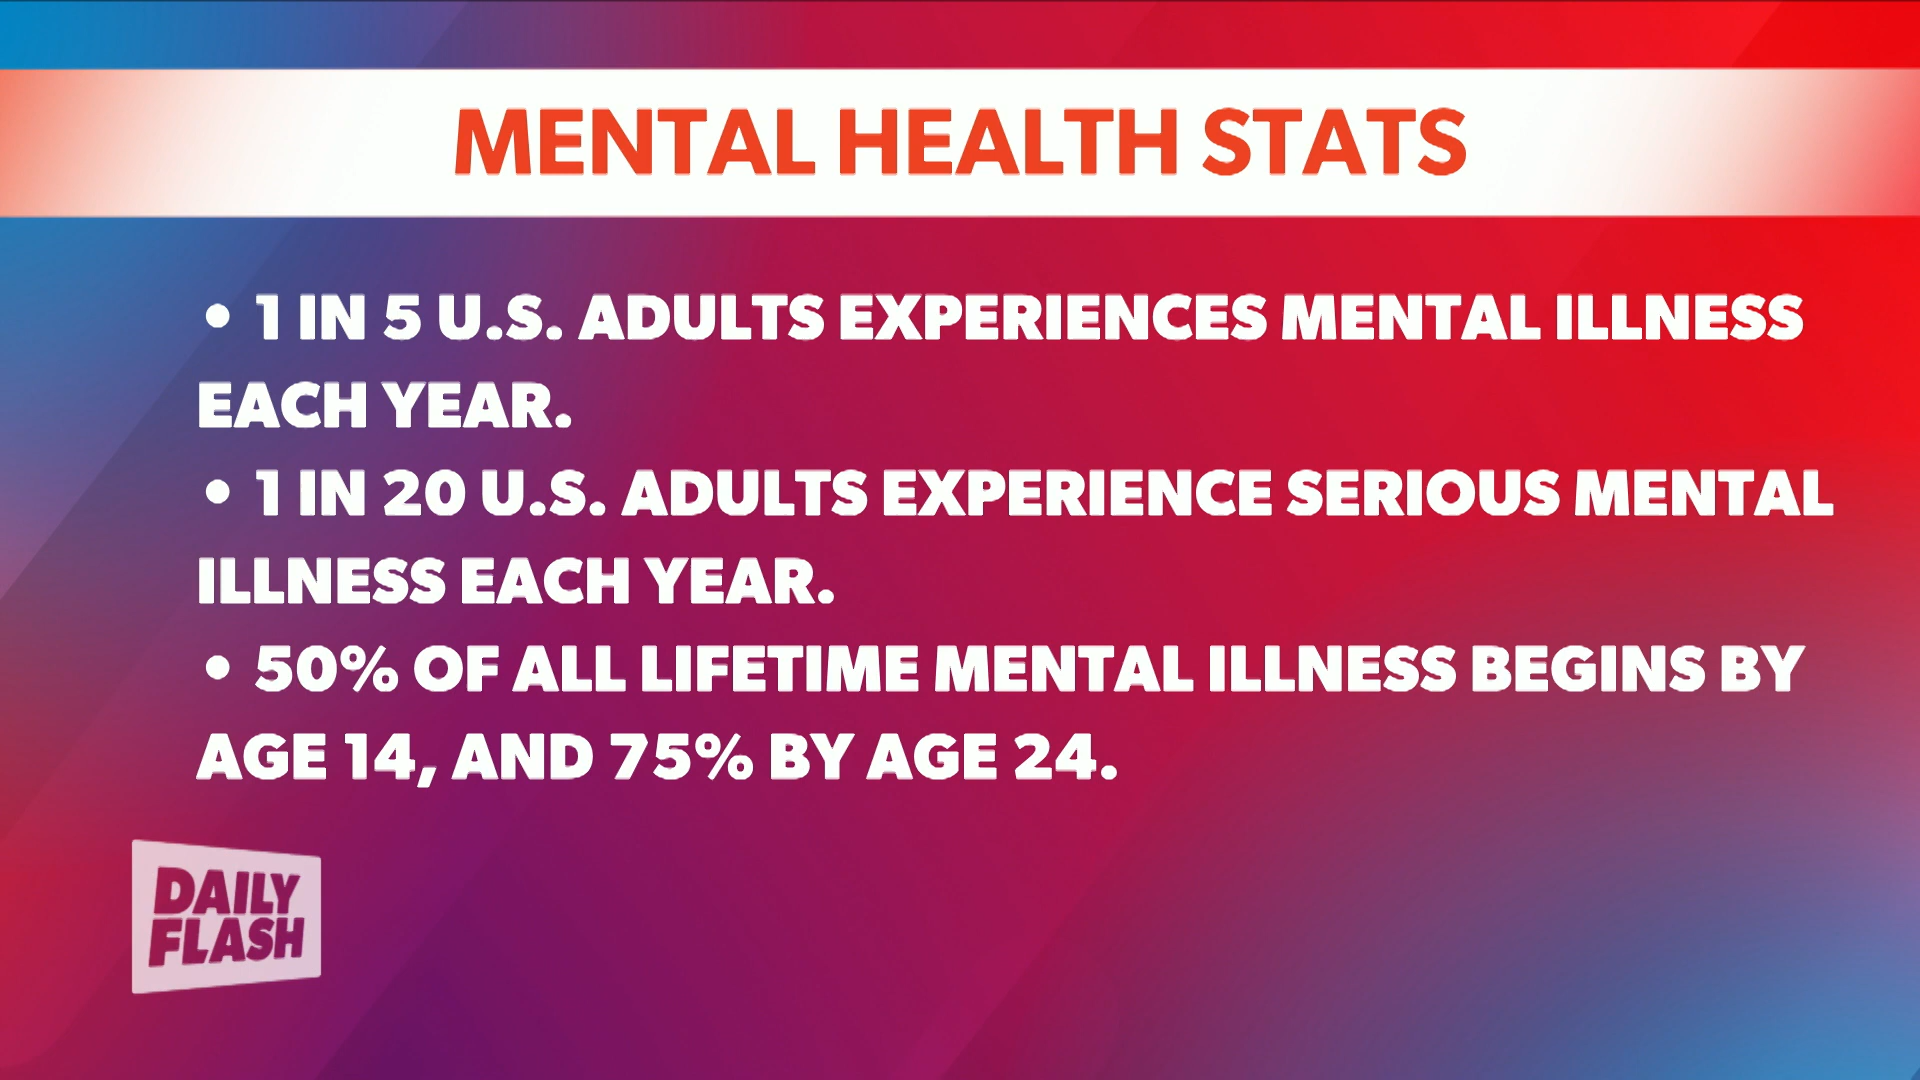 MENTAL HEALTH STATS
• 1 IN 5 U.S. ADULTS EXPERIENCES MENTAL ILLNESS
EACH YEAR.
• 1 IN 20 U.S. ADULTS EXPERIENCE SERIOUS MENTAL
ILLNESS EACH YEAR.
• 50% OF ALL LIFETIME MENTAL ILLNESS BEGINS BY
AGE 14, AND 75% BY AGE 24.
DAILY
FLASH